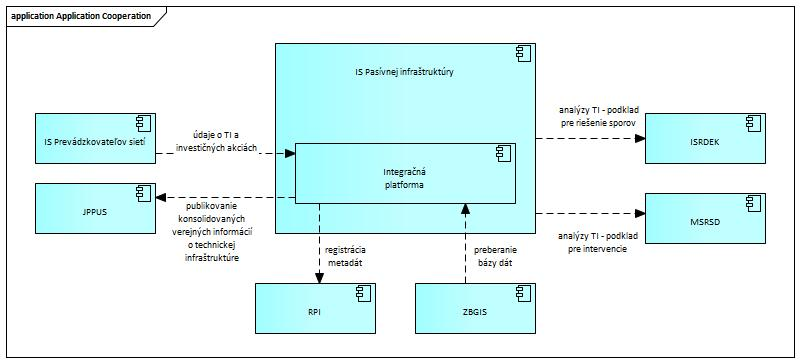 application Application Cooperation
IS Pasívnej infraštruktúry
IS Prevádzkovateľov sietí
údaje o TI a
investičných akciách
Integračná
platforma
analýzy TI - podklad
pre riešenie sporov
ISRDEK
JPPUS
publikovanie
konsolidovaných
verejných informácií
o technickej
infraštruktúre
MSRSD
analýzy TI - podklad
pre intervencie
registrácia
metadát
preberanie
bázy dát
RPI
ZBGIS